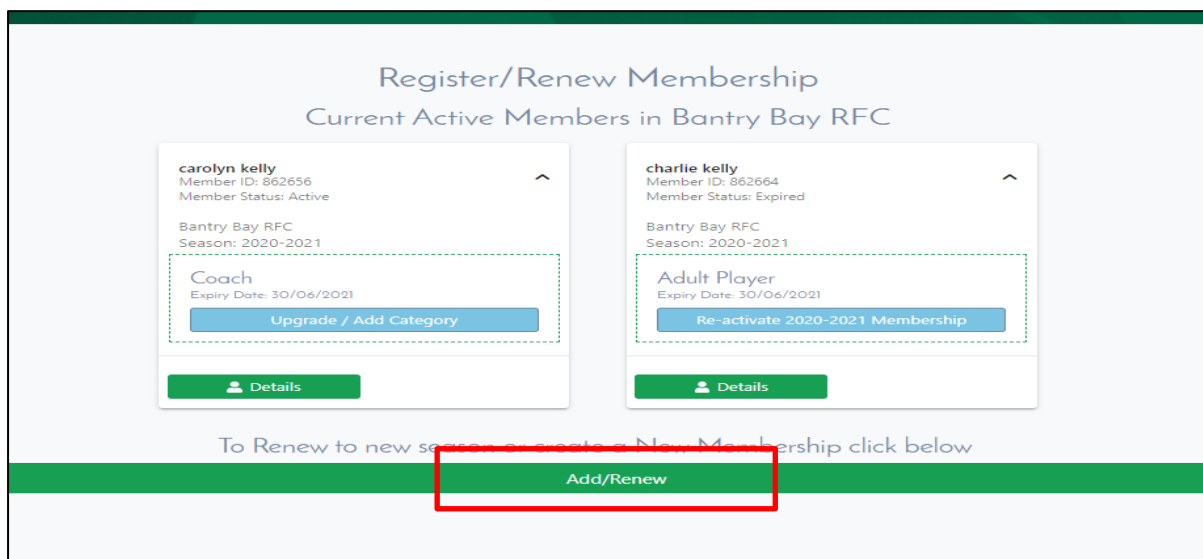 Register/Renew Membership
Current Active Members in Bantry Bay RFC
carolyn kelly
Member ID: 862656
Member Status: Active
Bantry Bay RFC
Season: 2020-2021
Coach
Expiry Date: 30/06/2021
Upgrade / Add Category
Details
charlie kelly
Member ID: 862664
Member Status: Expired
Bantry Bay RFC
Season: 2020-2021
Adult Player
Expiry Date: 30/06/2021
Re-activate 2020-2021 Membership
Details
To Renew to new season or create a New Membership click below
Add/Renew